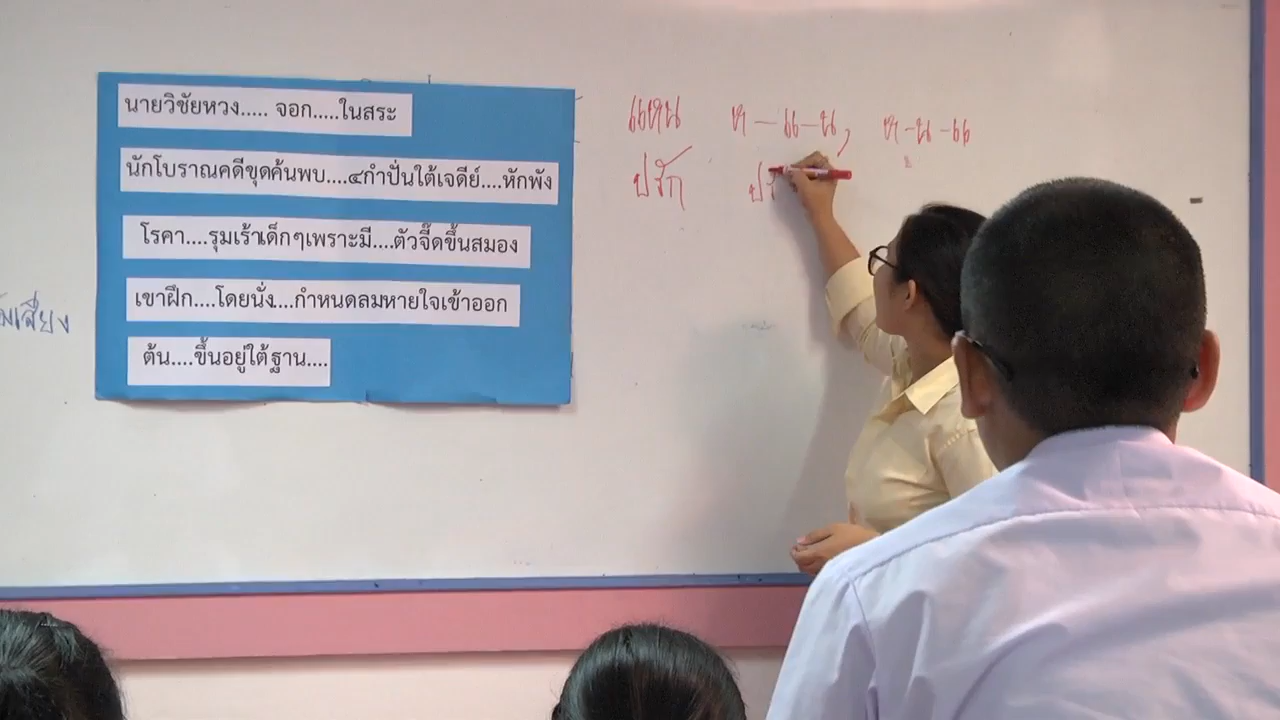 นายวิชัยหวง..... จอก.....ในสระ
นักโบราณคดีขุดค้นพบ....๔กำปั่นใต้เจดีย์....หักพัง
โรคา....รุมเร้าเด็กๆเพราะมี....ตัวจี๊ดขึ้นสมอง
เขาฝึก....โดยนั่ง....กำหนดลมหายใจเข้าออก
ต้น....ขึ้นอยู่ใต้ฐาน....
แหน ห - แ - น , ห - น - แ
ปรัก ปร
เสียง